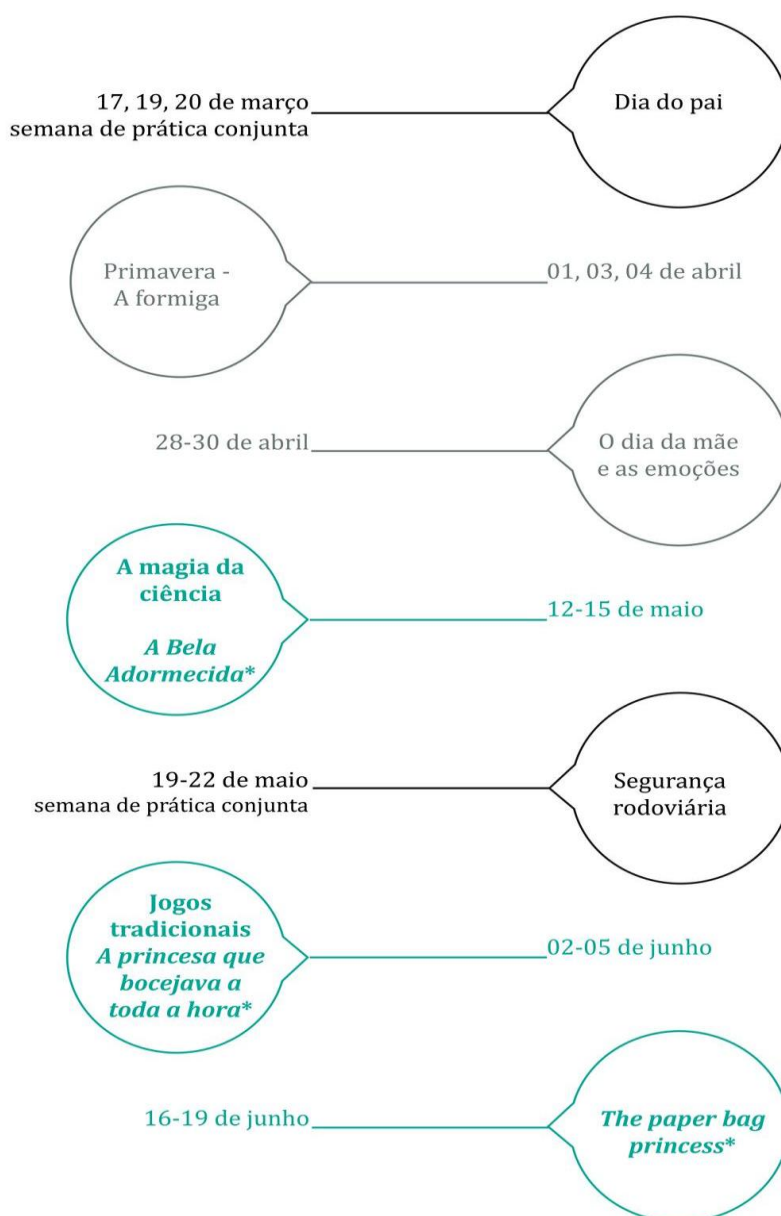 17, 19, 20 de março
semana de prática conjunta
Dia do pai
Primavera -
A formiga
01, 03, 04 de abril
28-30 de abril
O dia da mãe
e as emoções
A magia da
ciência
A Bela
Adormecida*
12-15 de maio
19-22 de maio
semana de prática conjunta
Segurança
rodoviária
Jogos
tradicionais
A princesa que
bocejava a
toda a hora*
02-05 de junho
16-19 de junho
The paper bag
princess*